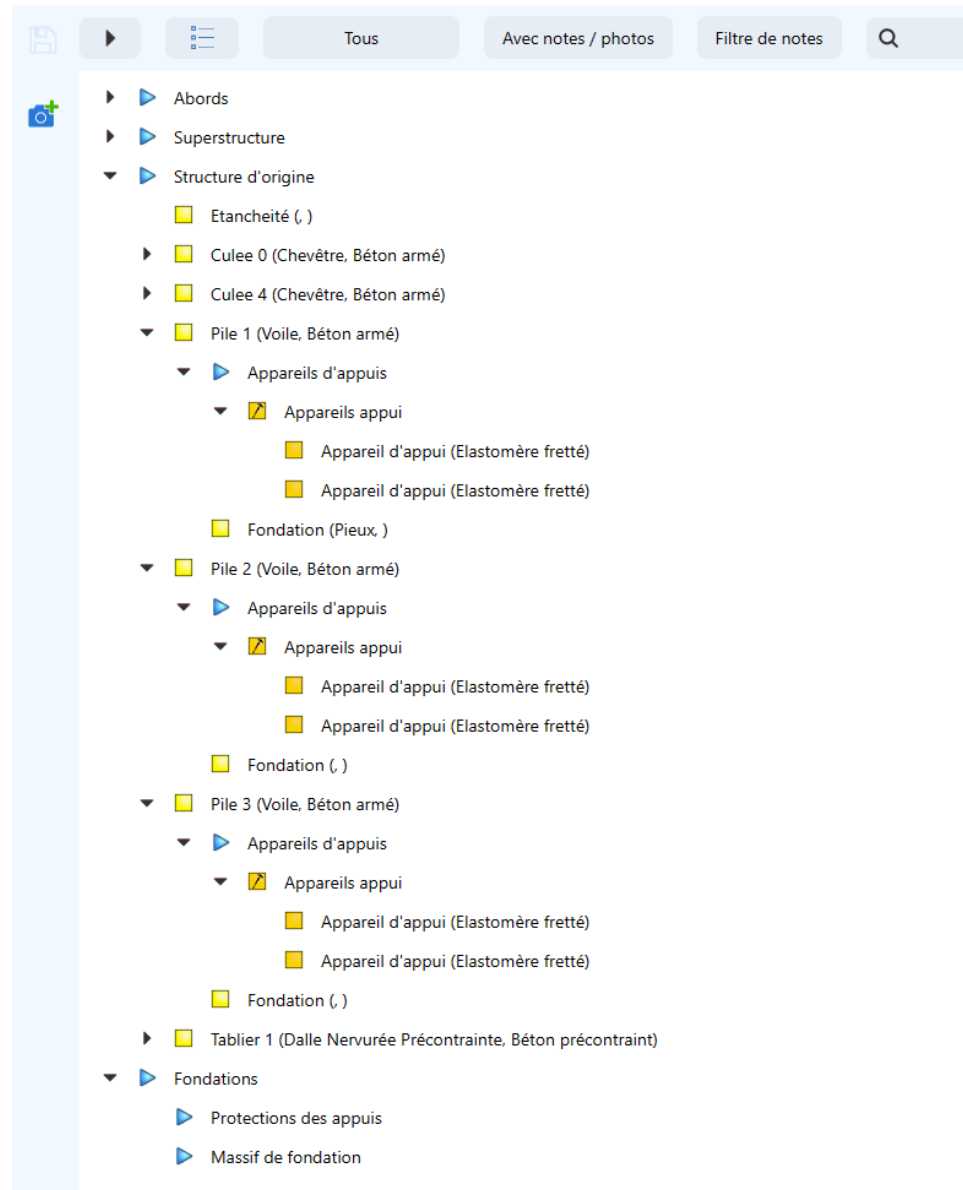 Tous Avec notes / photos Filtre de notes
Abords
Superstructure
Structure d'origine
Etancheité (, )
Culee 0 (Chevêtre, Béton armé)
Culee 4 (Chevêtre, Béton armé)
Pile 1 (Voile, Béton armé)
Appareils d'appuis
Appareils appui
Appareil d'appui (Elastomère fretté)
Appareil d'appui (Elastomère fretté)
Fondation (Pieux, )
Pile 2 (Voile, Béton armé)
Appareils d'appuis
Appareils appui
Appareil d'appui (Elastomère fretté)
Appareil d'appui (Elastomère fretté)
Fondation (, )
Pile 3 (Voile, Béton armé)
Appareils d'appuis
Appareils appui
Appareil d'appui (Elastomère fretté)
Appareil d'appui (Elastomère fretté)
Fondation (, )
Tablier 1 (Dalle Nervurée Précontrainte, Béton précontraint)
Fondations
Protections des appuis
Massif de fondation